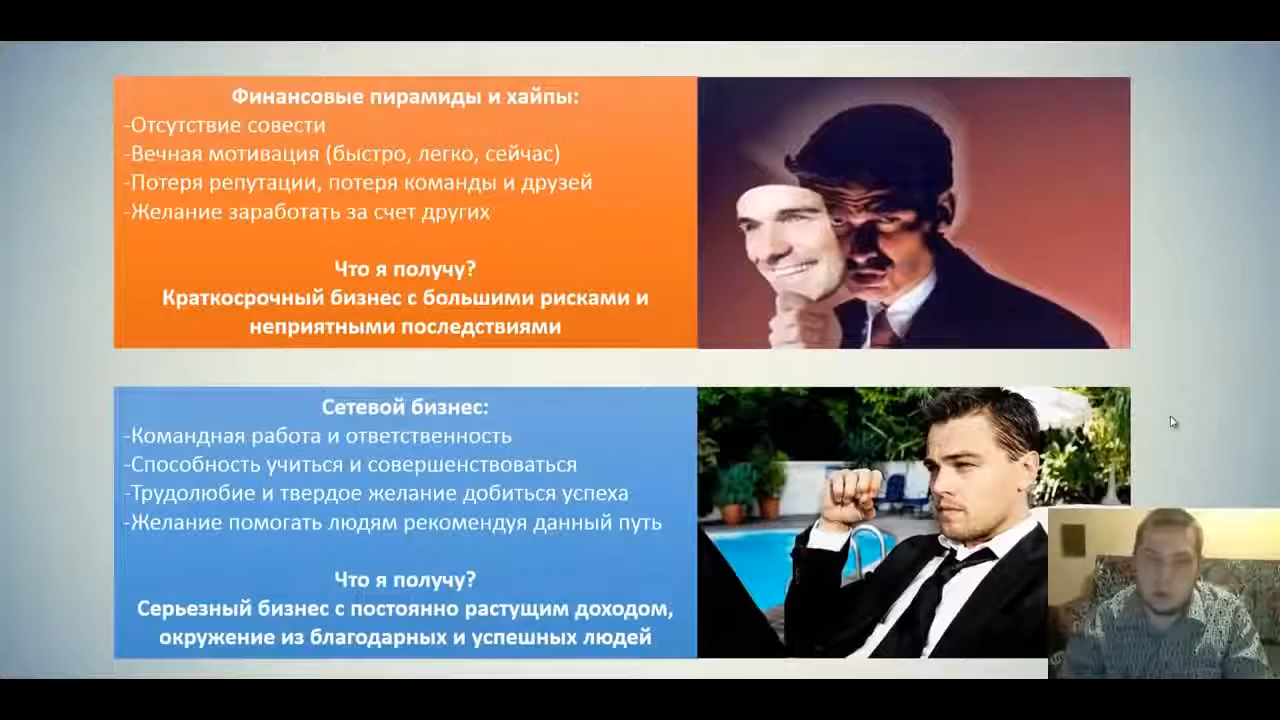 Финансовые пирамиды и хайпы:
-Отсутствие совести
-Вечная мотивация (быстро, легко, сейчас)
-Потеря репутации, потеря команды и друзей
-Желание заработать за счет других
Что я получу?
Краткосрочный бизнес с большими рисками и
неприятными последствиями
Сетевой бизнес:
-Командная работа и ответственность
-Способность учиться и совершенствоваться
-Трудолюбие и твердое желание добиться успеха
-Желание помогать людям рекомендуя данный путь
Что я получу?
Серьезный бизнес с постоянно растущим доходом,
окружение из благодарных и успешных людей